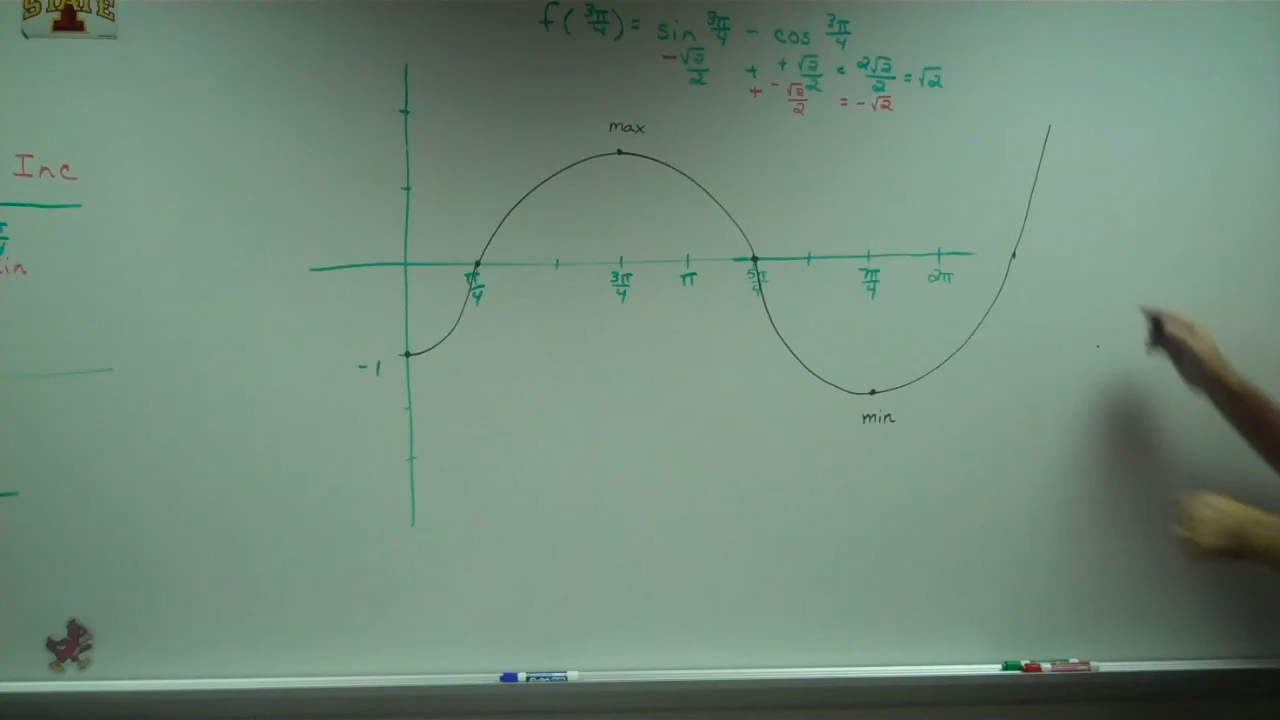 STATE
f(3π/4) = sin 3π/4 - cos 3π/4
-√2/2 + +√2/2 = 2√2/2 = √2
+ -√2/2 = -√2
max
Inc
π/4
3π/4
π
5π/4
7π/4
2π
-1
min